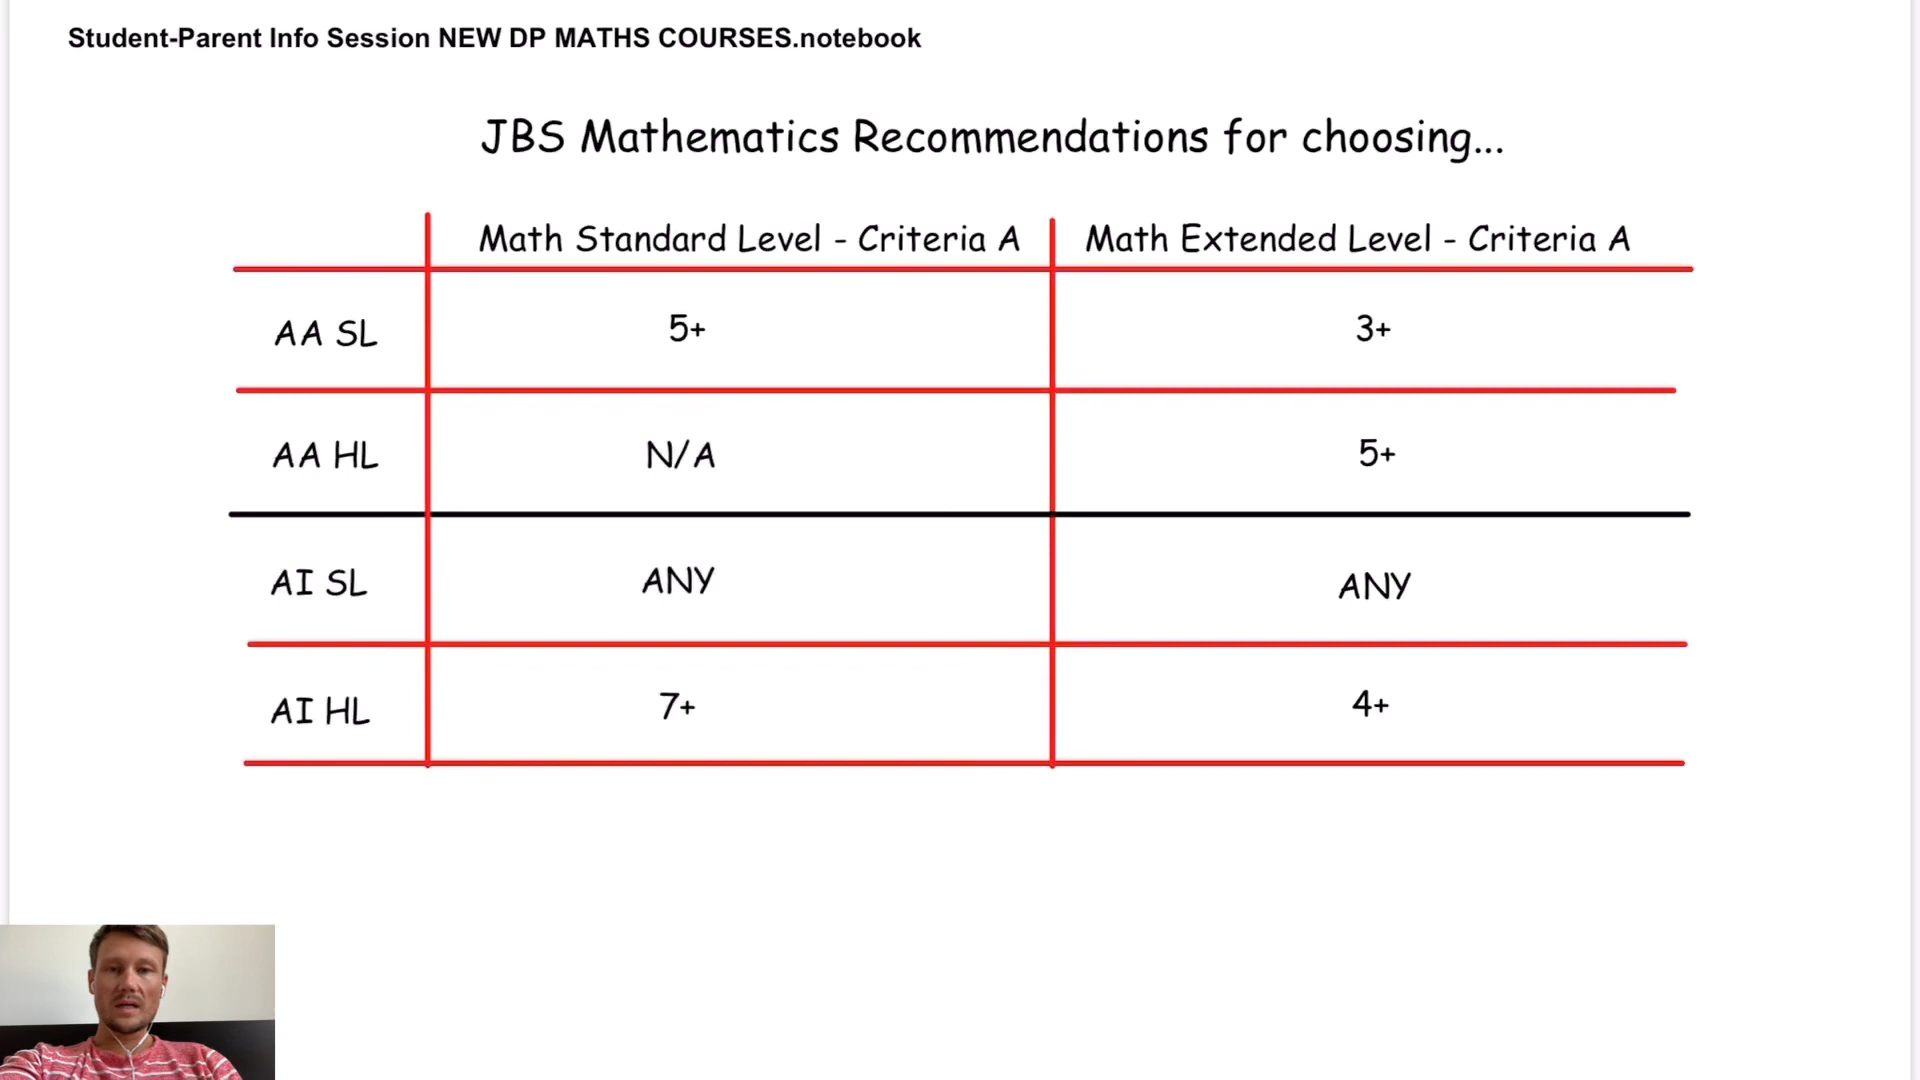 Student-Parent Info Session NEW DP MATHS COURSES.notebook
JBS Mathematics Recommendations for choosing...
Math Standard Level - Criteria A Math Extended Level - Criteria A
AA SL 5+ 3+
AA HL N/A 5+
AI SL ANY ANY
AI HL 7+ 4+